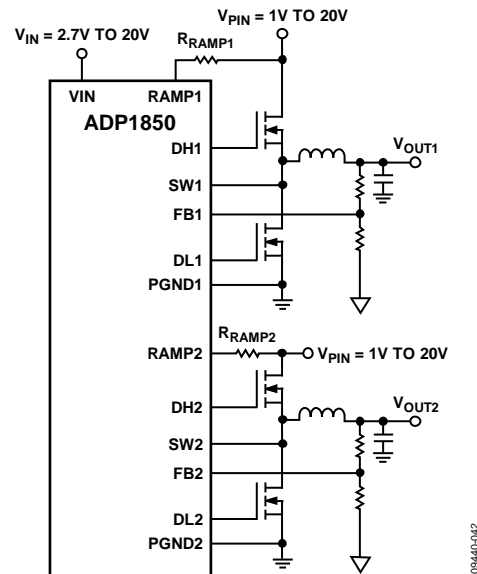 V_PIN = 1V TO 20V
V_IN = 2.7V TO 20V
R_RAMP1
VIN
RAMP1
ADP1850
DH1
V_OUT1
SW1
FB1
DL1
PGND1
R_RAMP2
RAMP2
V_PIN = 1V TO 20V
DH2
V_OUT2
SW2
FB2
DL2
PGND2
09440-042